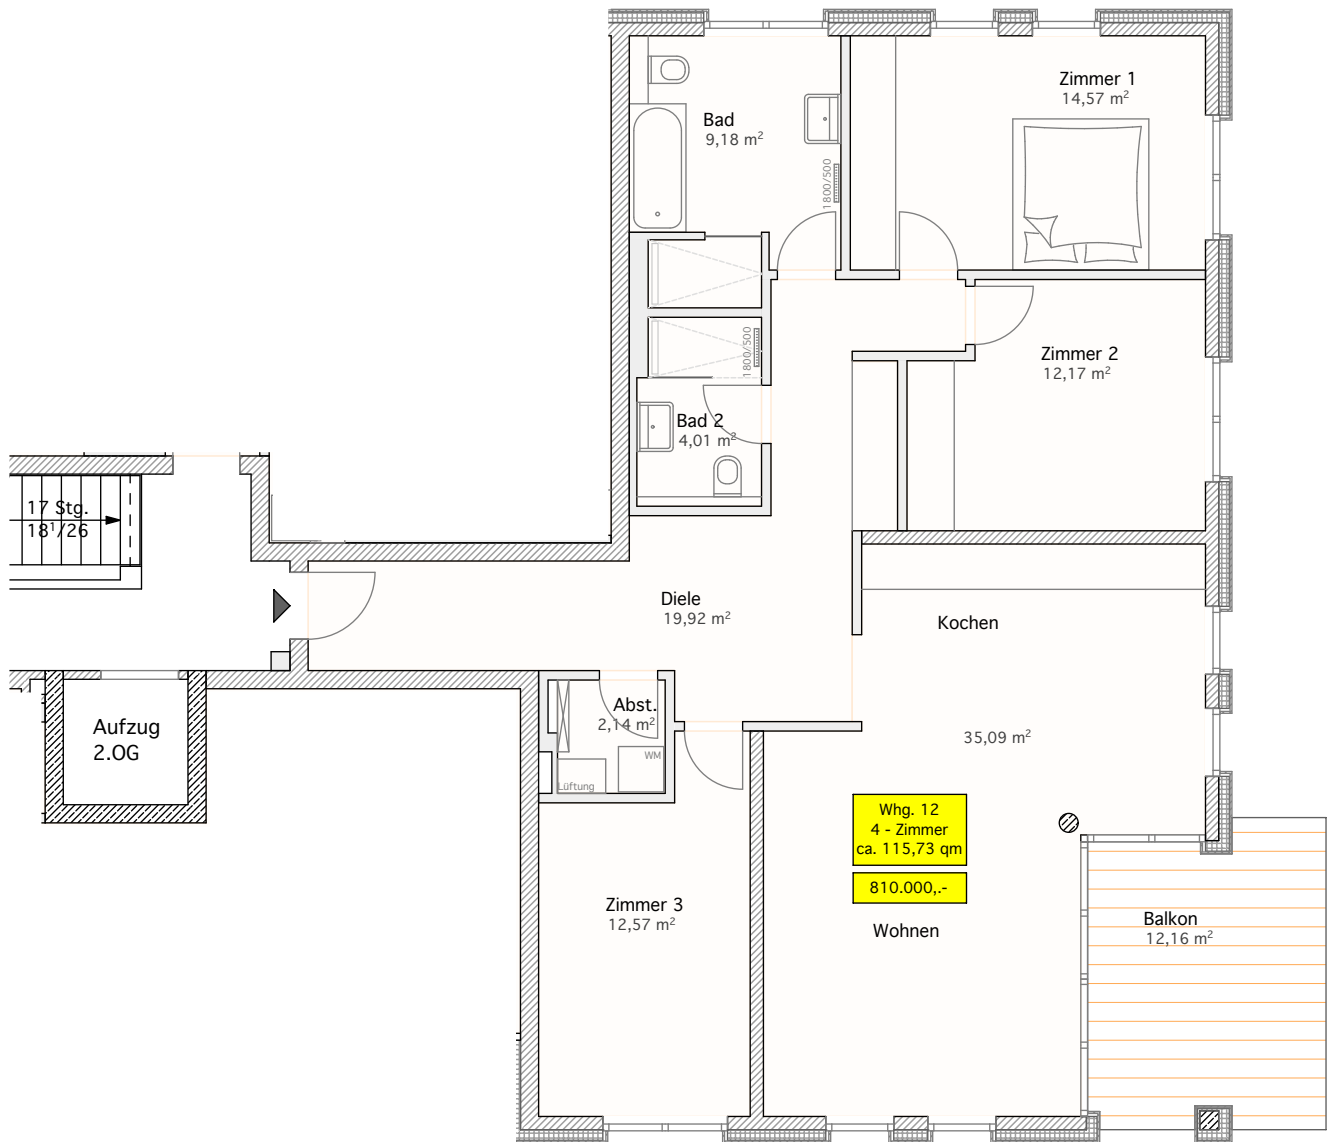 Zimmer 1
14,57 m²
Bad
9,18 m²
1800/500
Zimmer 2
12,17 m²
1800/500
Bad 2
4,01 m²
17 Stg.
18¹/26
Diele
19,92 m²
Kochen
Abst.
2,14 m²
WM
Lüftung
Aufzug
2.OG
35,09 m²
Whg. 12
4 - Zimmer
ca. 115,73 qm
810.000,.-
Zimmer 3
12,57 m²
Wohnen
Balkon
12,16 m²